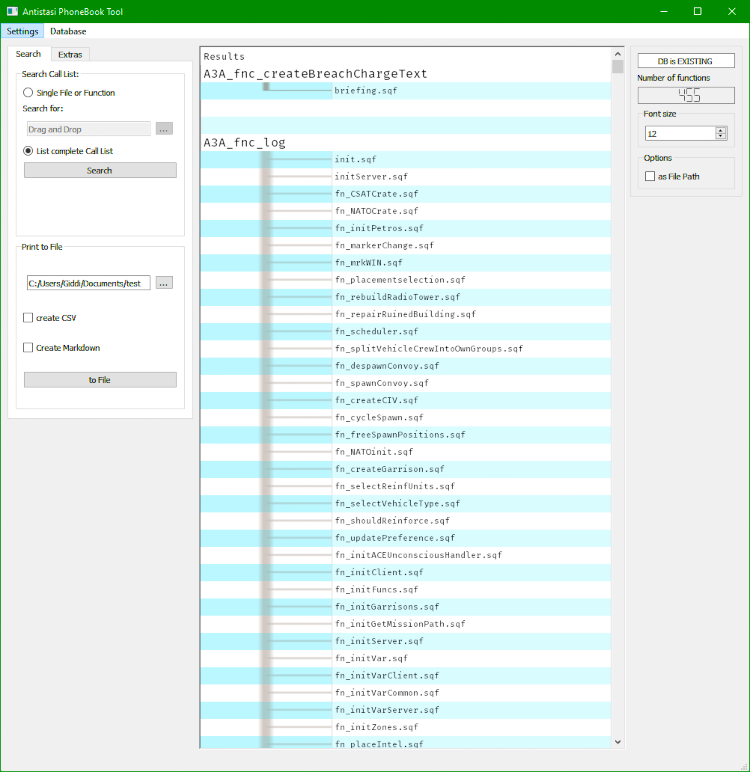 Antistasi PhoneBook Tool
Settings Database
Search Extras
Search Call List:
Single File or Function
Search for:
Drag and Drop ...
List complete Call List
Search
Print to File
C:/Users/Giddi/Documents/test ...
create CSV
Create Markdown
to File
Results
A3A_fnc_createBreachChargeText
briefing.sqf
A3A_fnc_log
init.sqf
initServer.sqf
fn_CSATCrate.sqf
fn_NATOCrate.sqf
fn_initPetros.sqf
fn_markerChange.sqf
fn_mrkWIN.sqf
fn_placementselection.sqf
fn_rebuildRadioTower.sqf
fn_repairRuinedBuilding.sqf
fn_scheduler.sqf
fn_splitVehicleCrewIntoOwnGroups.sqf
fn_despawnConvoy.sqf
fn_spawnConvoy.sqf
fn_createCIV.sqf
fn_cycleSpawn.sqf
fn_freeSpawnPositions.sqf
fn_NATOinit.sqf
fn_createGarrison.sqf
fn_selectReinfUnits.sqf
fn_selectVehicleType.sqf
fn_shouldReinforce.sqf
fn_updatePreference.sqf
fn_initACEUnconsciousHandler.sqf
fn_initClient.sqf
fn_initFuncs.sqf
fn_initGarrisons.sqf
fn_initGetMissionPath.sqf
fn_initServer.sqf
fn_initVar.sqf
fn_initVarClient.sqf
fn_initVarCommon.sqf
fn_initVarServer.sqf
fn_initZones.sqf
fn_placeIntel.sqf
DB is EXISTING
Number of functions
455
Font size
12
Options
as File Path